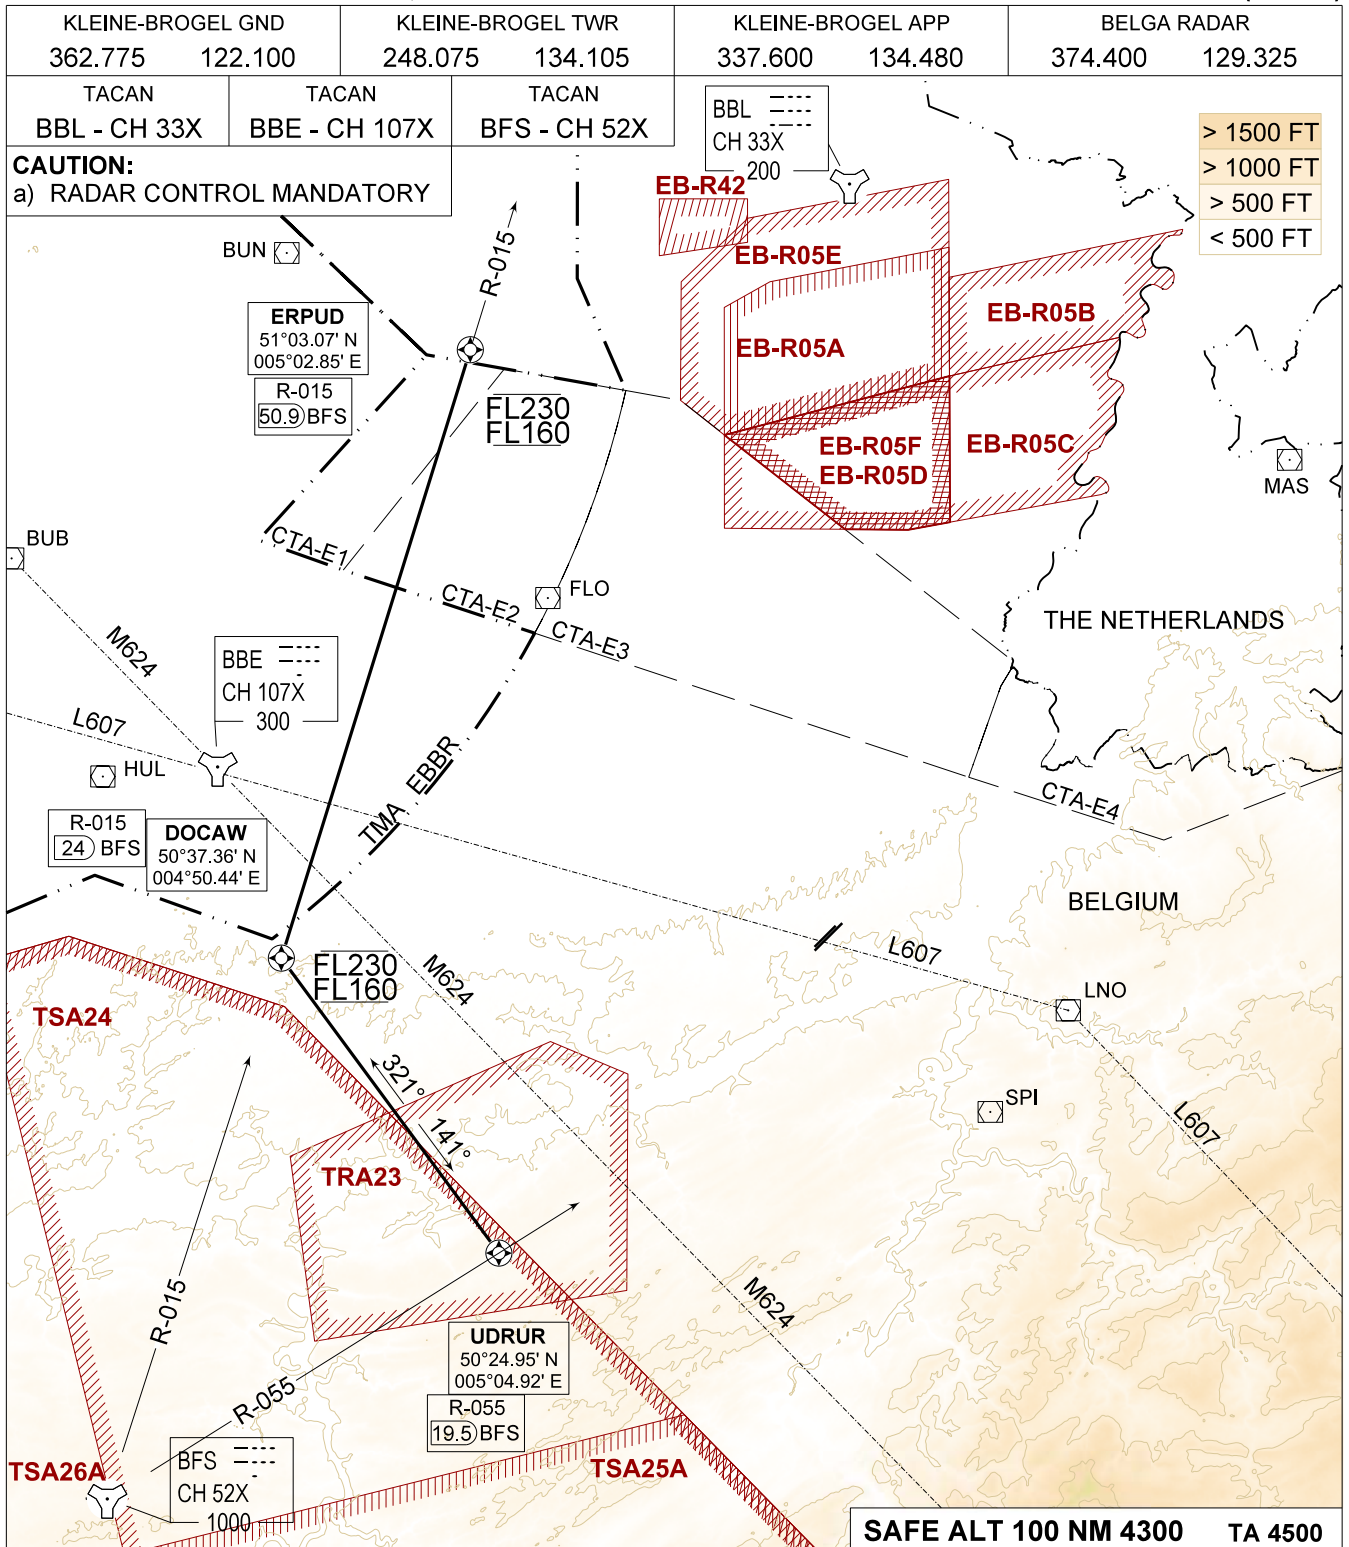 KLEINE-BROGEL GND
362.775 122.100
KLEINE-BROGEL TWR
248.075 134.105
KLEINE-BROGEL APP
337.600 134.480
BELGA RADAR
374.400 129.325
TACAN
BBL - CH 33X
TACAN
BBE - CH 107X
TACAN
BFS - CH 52X
CAUTION:
a) RADAR CONTROL MANDATORY
BBL
CH 33X
200
> 1500 FT
> 1000 FT
> 500 FT
< 500 FT
EB-R42
BUN
R-015
EB-R05E
EB-R05B
ERPUD
51°03.07' N
005°02.85' E
R-015
50.9 BFS
EB-R05A
FL230
FL160
EB-R05F
EB-R05D
EB-R05C
MAS
BUB
CTA-E1
CTA-E2
FLO
CTA-E3
THE NETHERLANDS
M624
BBE
CH 107X
300
L607
HUL
TMA EBBR
CTA-E4
R-015
24 BFS
DOCAW
50°37.36' N
004°50.44' E
BELGIUM
FL230
FL160
M624
L607
LNO
TSA24
321°
141°
SPI
L607
TRA23
R-015
M624
UDRUR
50°24.95' N
005°04.92' E
R-055
R-055
19.5 BFS
TSA26A
BFS
CH 52X
1000
TSA25A
SAFE ALT 100 NM 4300 TA 4500